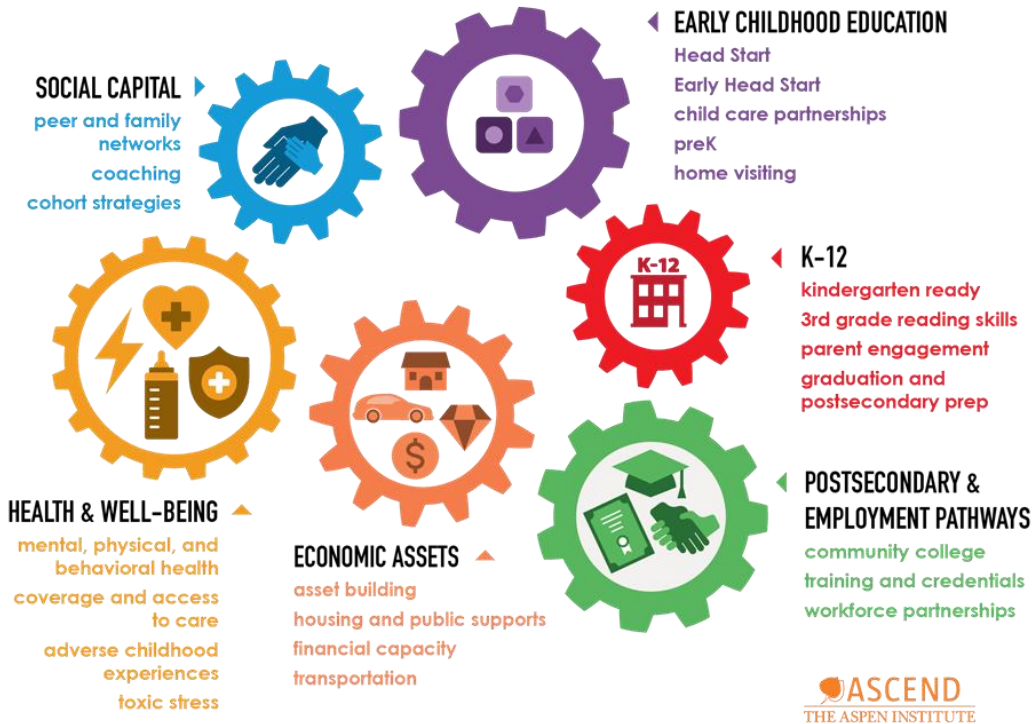 SOCIAL CAPITAL
peer and family
networks
coaching
cohort strategies
EARLY CHILDHOOD EDUCATION
Head Start
Early Head Start
child care partnerships
preK
home visiting
K-12
K-12
kindergarten ready
3rd grade reading skills
parent engagement
graduation and
postsecondary prep
HEALTH & WELL-BEING
mental, physical, and
behavioral health
coverage and access
to care
adverse childhood
experiences
toxic stress
$
ECONOMIC ASSETS
asset building
housing and public supports
financial capacity
transportation
POSTSECONDARY &
EMPLOYMENT PATHWAYS
community college
training and credentials
workforce partnerships
ASCEND
THE ASPEN INSTITUTE